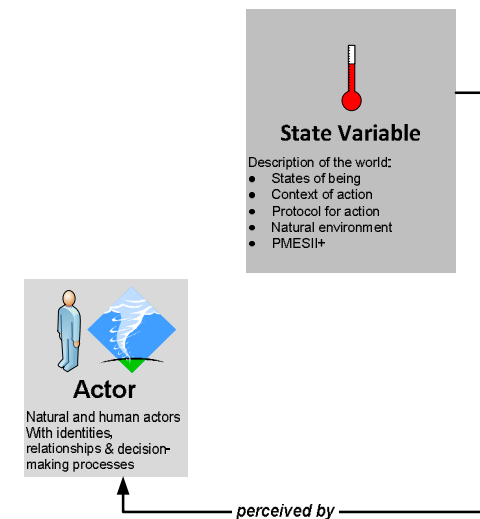 State Variable
Description of the world:
● States of being
● Context of action
● Protocol for action
● Natural environment
● PMESII+
Actor
Natural and human actors
With identities,
relationships & decision-
making processes
perceived by